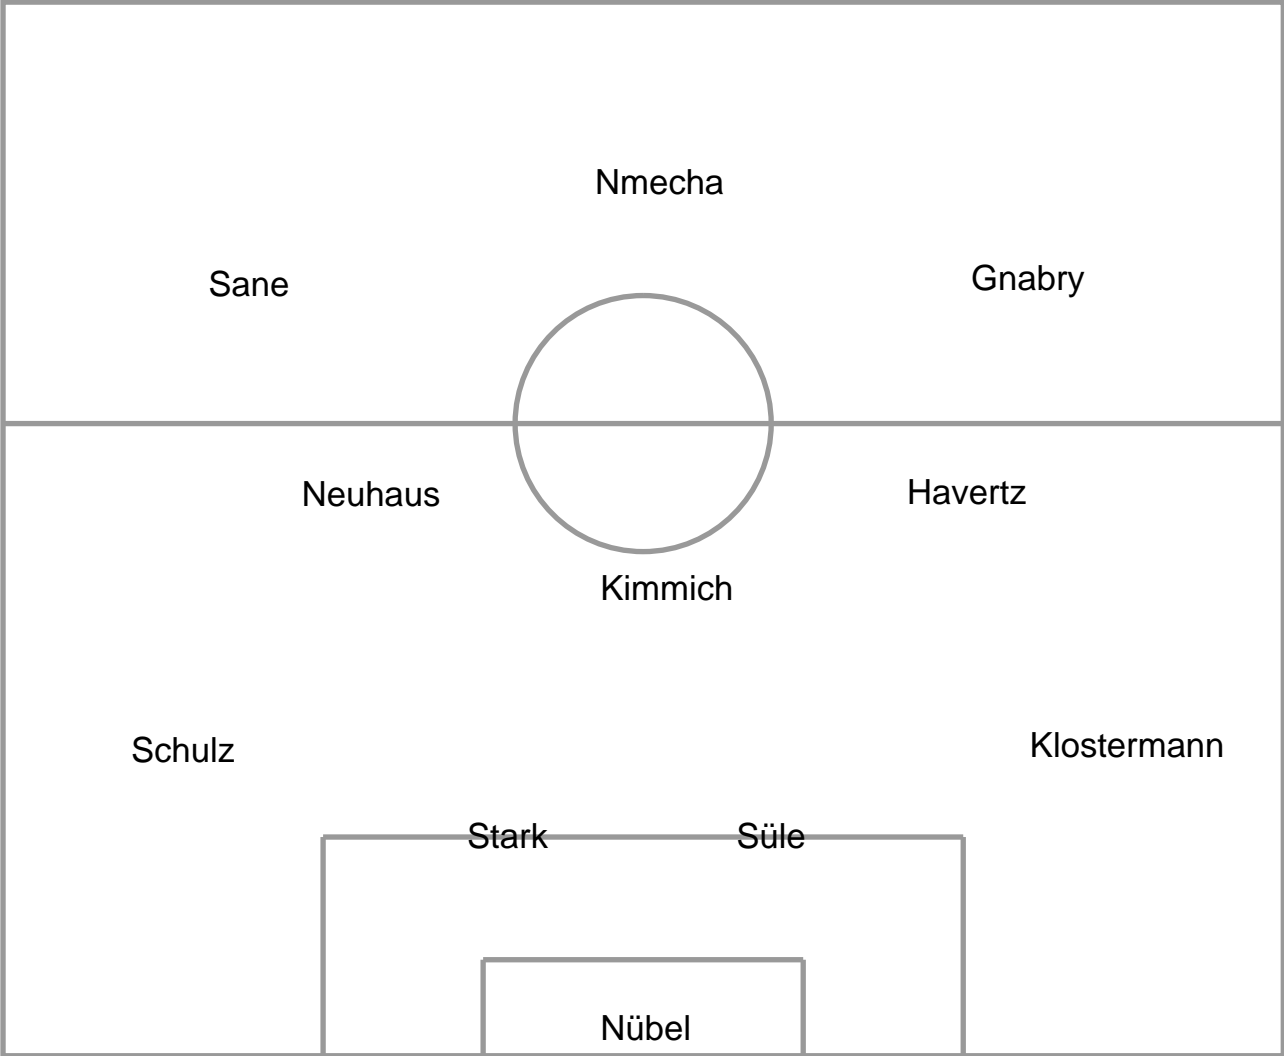 Nmecha
Sane
Gnabry
Neuhaus
Havertz
Kimmich
Schulz
Klostermann
Stark
Süle
Nübel